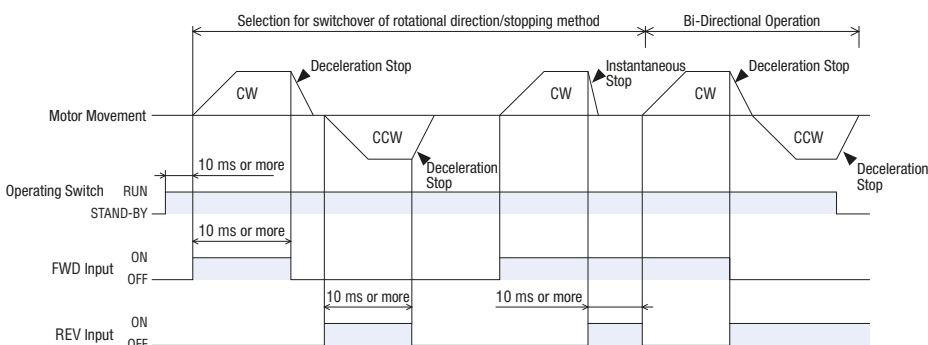 Selection for switchover of rotational direction/stopping method
Bi-Directional Operation
Deceleration Stop
Instantaneous
Stop
Deceleration Stop
CW
CW
CW
Motor Movement
CCW
CCW
Deceleration
Stop
Deceleration
Stop
10 ms or more
Operating Switch
RUN
STAND-BY
10 ms or more
FWD Input
ON
OFF
10 ms or more
10 ms or more
REV Input
ON
OFF